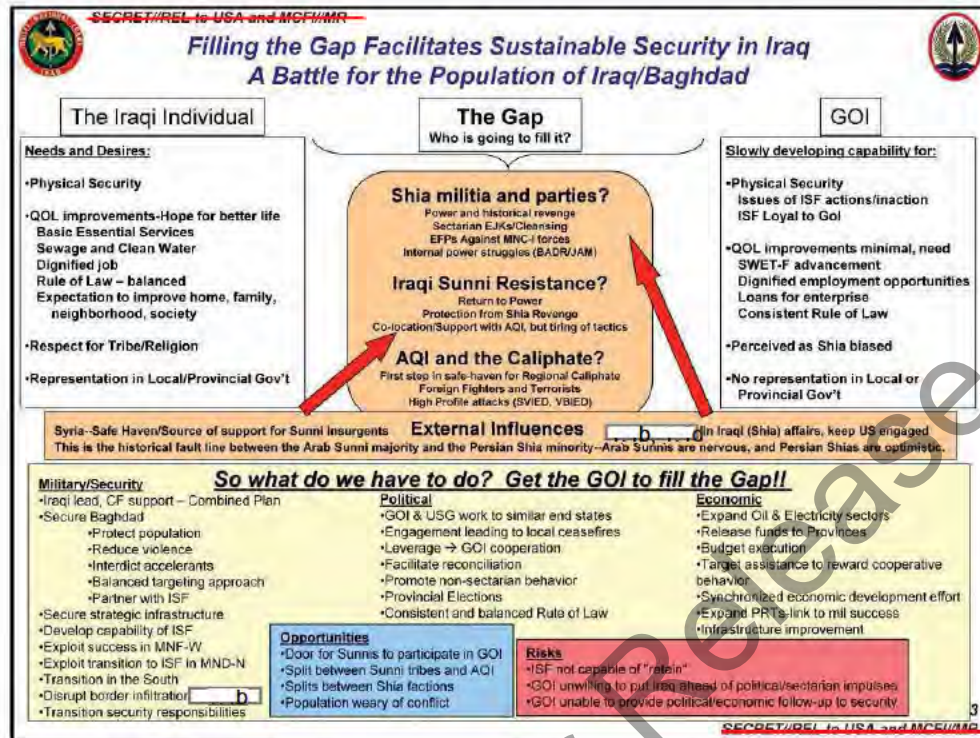 SECRET//REL to USA and MCFI//MR
Filling the Gap Facilitates Sustainable Security in Iraq
A Battle for the Population of Iraq/Baghdad
The Iraqi Individual
Needs and Desires:
•Physical Security
•QOL improvements-Hope for better life
Basic Essential Services
Sewage and Clean Water
Dignified job
Rule of Law – balanced
Expectation to improve home, family,
neighborhood, society
•Respect for Tribe/Religion
•Representation in Local/Provincial Gov't
The Gap
Who is going to fill it?
Shia militia and parties?
Power and historical revenge
Sectarian EJKs/Cleansing
EFPs Against MNC-I forces
Internal power struggles (BADR/JAM)
Iraqi Sunni Resistance?
Return to Power
Protection from Shia Revenge
Co-location/Support with AQI, but tiring of tactics
AQI and the Caliphate?
First step in safe-haven for Regional Caliphate
Foreign Fighters and Terrorists
High Profile attacks (SVIED, VBIED)
GOI
Slowly developing capability for:
•Physical Security
Issues of ISF actions/inaction
ISF Loyal to GoI
•QOL improvements minimal, need
SWET-F advancement
Dignified employment opportunities
Loans for enterprise
Consistent Rule of Law
•Perceived as Shia biased
•No representation in Local or
Provincial Gov't
Syria--Safe Haven/Source of support for Sunni insurgents External Influences in Iraqi (Shia) affairs, keep US engaged
This is the historical fault line between the Arab Sunni majority and the Persian Shia minority--Arab Sunnis are nervous, and Persian Shias are optimistic.
So what do we have to do? Get the GOI to fill the Gap!!
Military/Security
•Iraqi lead, CF support – Combined Plan
•Secure Baghdad
•Protect population
•Reduce violence
•Interdict accelerants
•Balanced targeting approach
•Partner with ISF
•Secure strategic infrastructure
•Develop capability of ISF
•Exploit success in MNF-W
•Exploit transition to ISF in MND-N
•Transition in the South
•Disrupt border infiltration b
•Transition security responsibilities
Political
•GOI & USG work to similar end states
•Engagement leading to local ceasefires
•Leverage → GOI cooperation
•Facilitate reconciliation
•Promote non-sectarian behavior
•Provincial Elections
•Consistent and balanced Rule of Law
Economic
•Expand Oil & Electricity sectors
•Release funds to Provinces
•Budget execution
•Target assistance to reward cooperative
behavior
•Synchronized economic development effort
•Expand PRTs-link to mil success
•Infrastructure improvement
Opportunities
•Door for Sunnis to participate in GOI
•Split between Sunni tribes and AQI
•Splits between Shia factions
•Population weary of conflict
Risks
•ISF not capable of "retain"
•GOI unwilling to put Iraq ahead of political/sectarian impulses
•GOI unable to provide political/economic follow-up to security
3
SECRET//REL to USA and MCFI//MR
Release